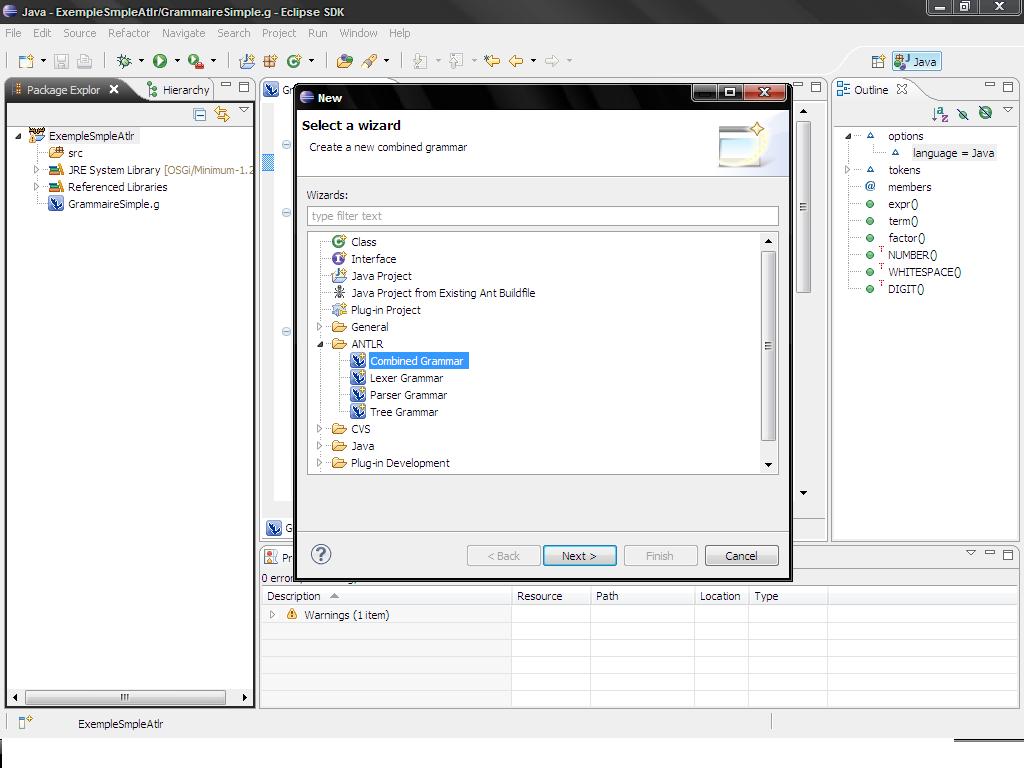 Java - ExempleSmpleAtlr/GrammaireSimple.g - Eclipse SDK
File Edit Source Refactor Navigate Search Project Run Window Help
Java
Package Explor Hierarchy
ExempleSmpleAtlr
src
JRE System Library [OSGi/Minimum-1.2
Referenced Libraries
GrammaireSimple.g
New
Select a wizard
Create a new combined grammar
Wizards:
type filter text
Class
Interface
Java Project
Java Project from Existing Ant Buildfile
Plug-in Project
General
ANTLR
Combined Grammar
Lexer Grammar
Parser Grammar
Tree Grammar
CVS
Java
Plug-in Development
< Back Next > Finish Cancel
Outline
options
language = Java
tokens
members
expr()
term()
factor()
NUMBER()
WHITESPACE()
DIGIT()
Description Resource Path Location Type
Warnings (1 item)
ExempleSmpleAtlr